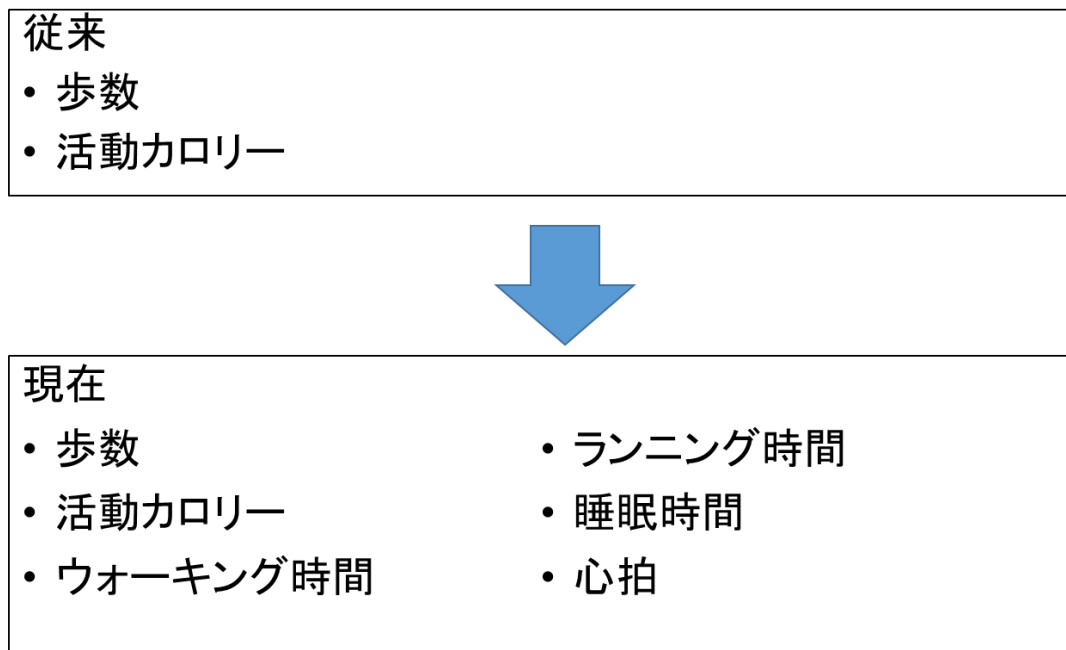 従来
• 歩数
• 活動カロリー
現在
• 歩数
• 活動カロリー
• ウォーキング時間
• ランニング時間
• 睡眠時間
• 心拍